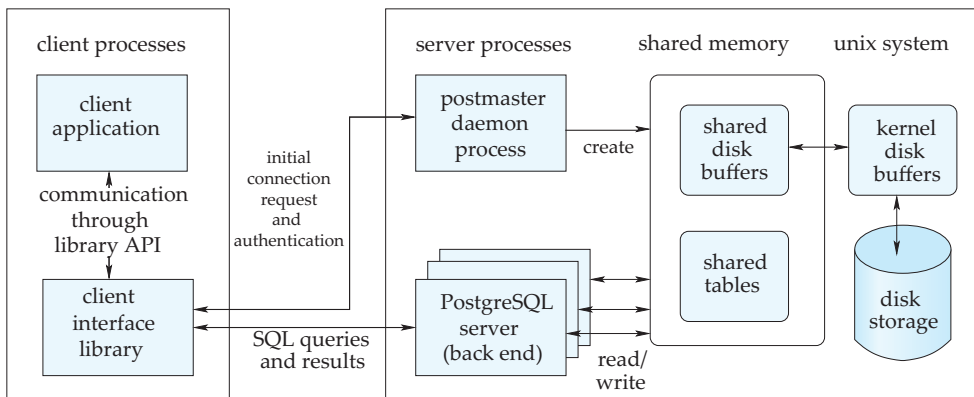 client processes
client
application
communication
through
library API
client
interface
library
initial
connection
request
and
authentication
SQL queries
and results
server processes
postmaster
daemon
process
create
PostgreSQL
server
(back end)
read/
write
shared memory
shared
disk
buffers
shared
tables
unix system
kernel
disk
buffers
disk
storage